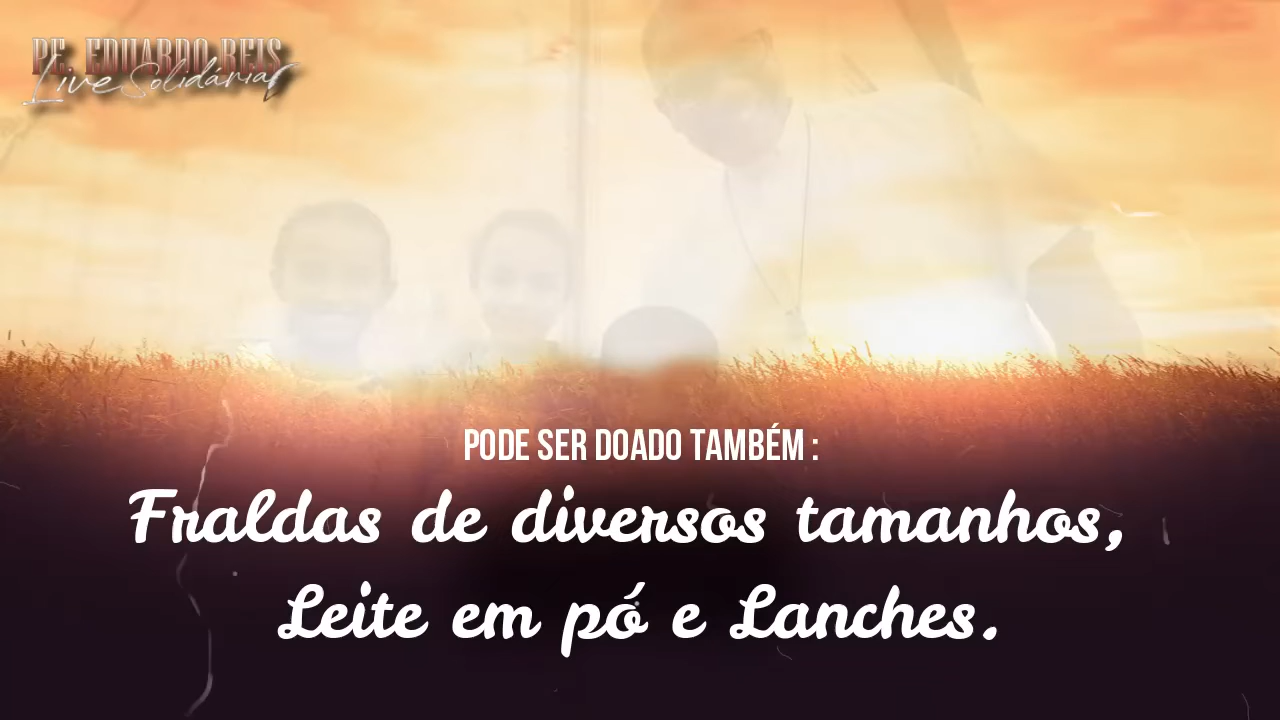 PE. EDUARDO REIS
Live Solidária
PODE SER DOADO TAMBÉM :
Fraldas de diversos tamanhos,
Leite em pó e Lanches.